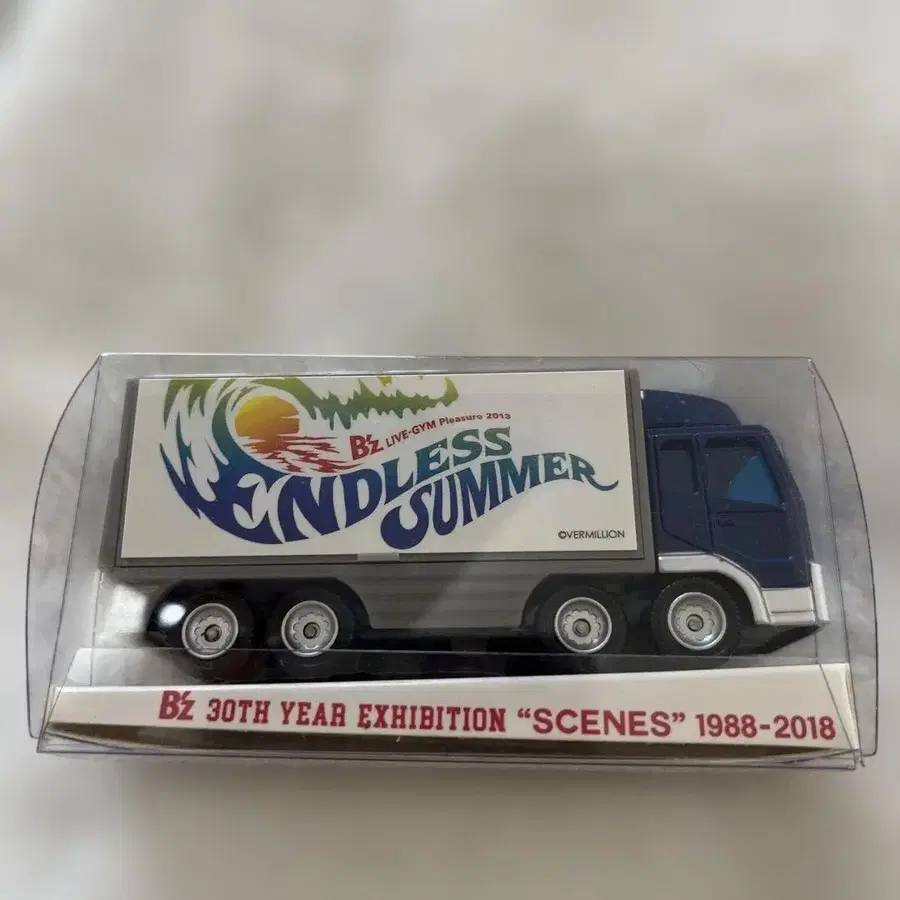 B'z LIVE-GYM Pleasure 2013
ENDLESS
SUMMER
©VERMILLION
B'z 30TH YEAR EXHIBITION "SCENES" 1988-2018